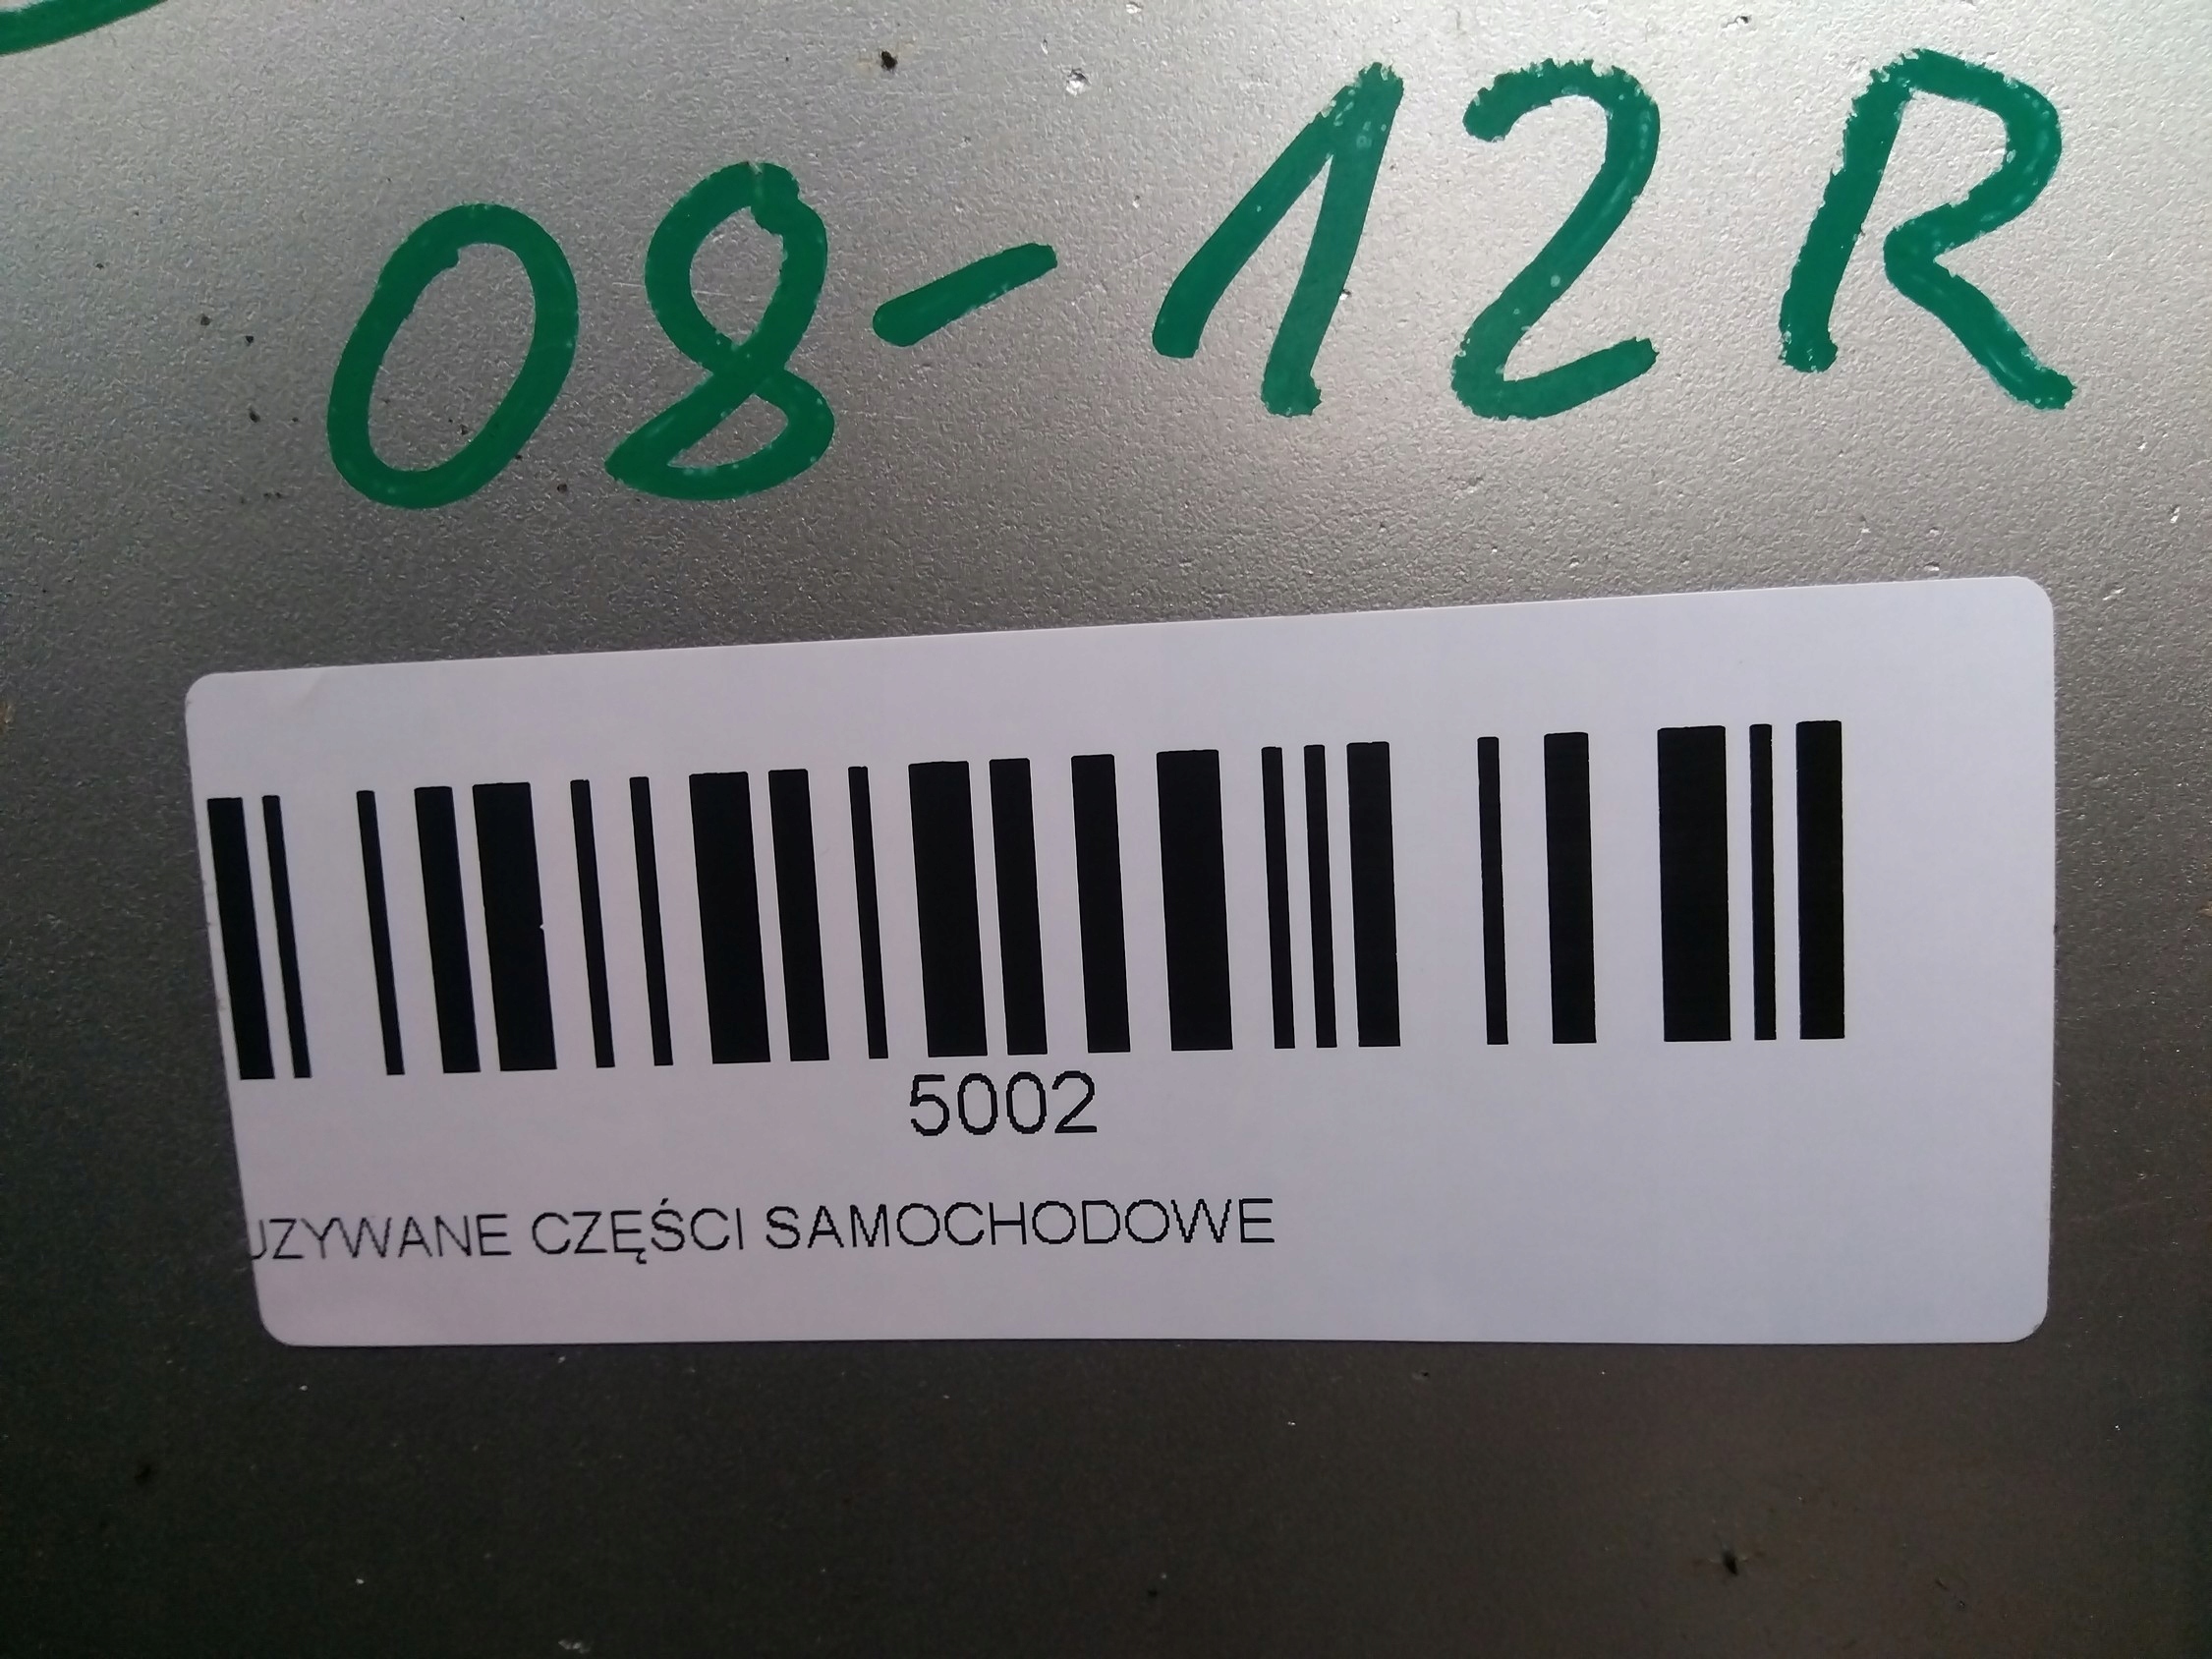 08-12R
5002
UZYWANE CZĘŚCI SAMOCHODOWE